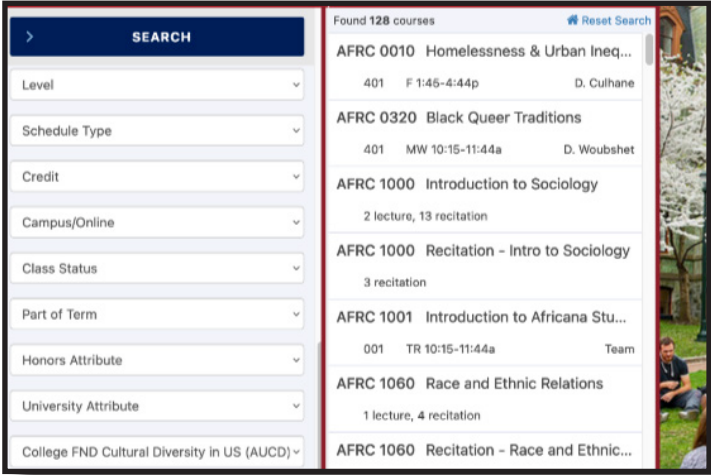 SEARCH
Level
Schedule Type
Credit
Campus/Online
Class Status
Part of Term
Honors Attribute
University Attribute
College FND Cultural Diversity in US (AUCD)
Found 128 courses Reset Search
AFRC 0010 Homelessness & Urban Ineq...
401 F 1:45-4:44p D. Culhane
AFRC 0320 Black Queer Traditions
401 MW 10:15-11:44a D. Woubshet
AFRC 1000 Introduction to Sociology
2 lecture, 13 recitation
AFRC 1000 Recitation - Intro to Sociology
3 recitation
AFRC 1001 Introduction to Africana Stu...
001 TR 10:15-11:44a Team
AFRC 1060 Race and Ethnic Relations
1 lecture, 4 recitation
AFRC 1060 Recitation - Race and Ethnic...